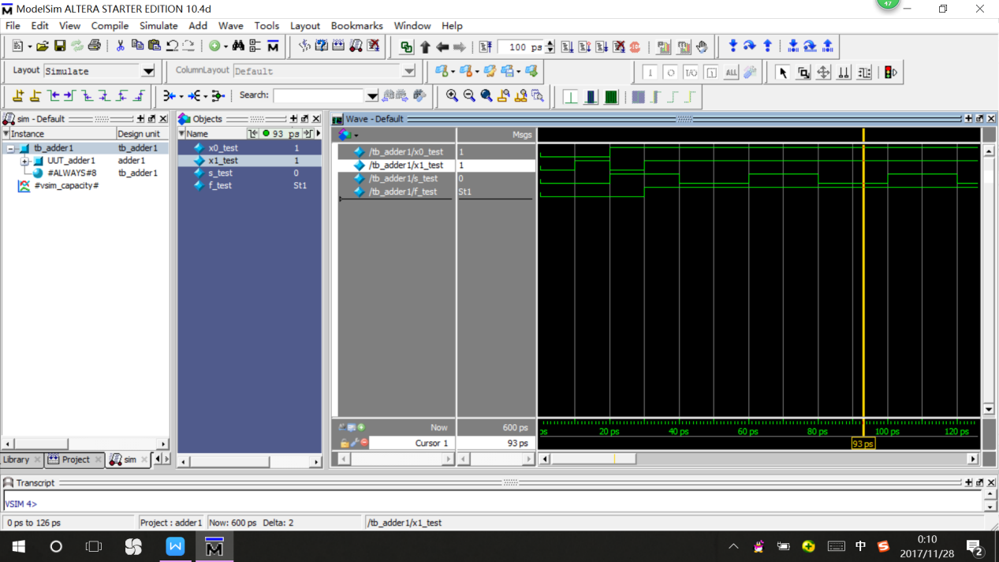 17
ModelSim ALTERA STARTER EDITION 10.4d
File Edit View Compile Simulate Add Wave Tools Layout Bookmarks Window Help
100 ps
Layout Simulate ColumnLayout Default ALL
Search:
sim - Default Objects Wave - Default
Instance Design unit Name 93 ps Msgs
tb_adder1 tb_adder1
UUT_adder1 adder1
#ALWAYS#8 tb_adder1
#vsim_capacity#
x0_test 1
x1_test 1
s_test 0
f_test St1
/tb_adder1/x0_test 1
/tb_adder1/x1_test 1
/tb_adder1/s_test 0
/tb_adder1/f_test St1
Now 600 ps ps 20 ps 40 ps 60 ps 80 ps 100 ps 120 ps
Cursor 1 93 ps 93 ps
Library Project sim
Transcript
VSIM 4>
0 ps to 126 ps Project : adder1 Now: 600 ps Delta: 2 /tb_adder1/x1_test
W M 中 S 0:10
2017/11/28 2